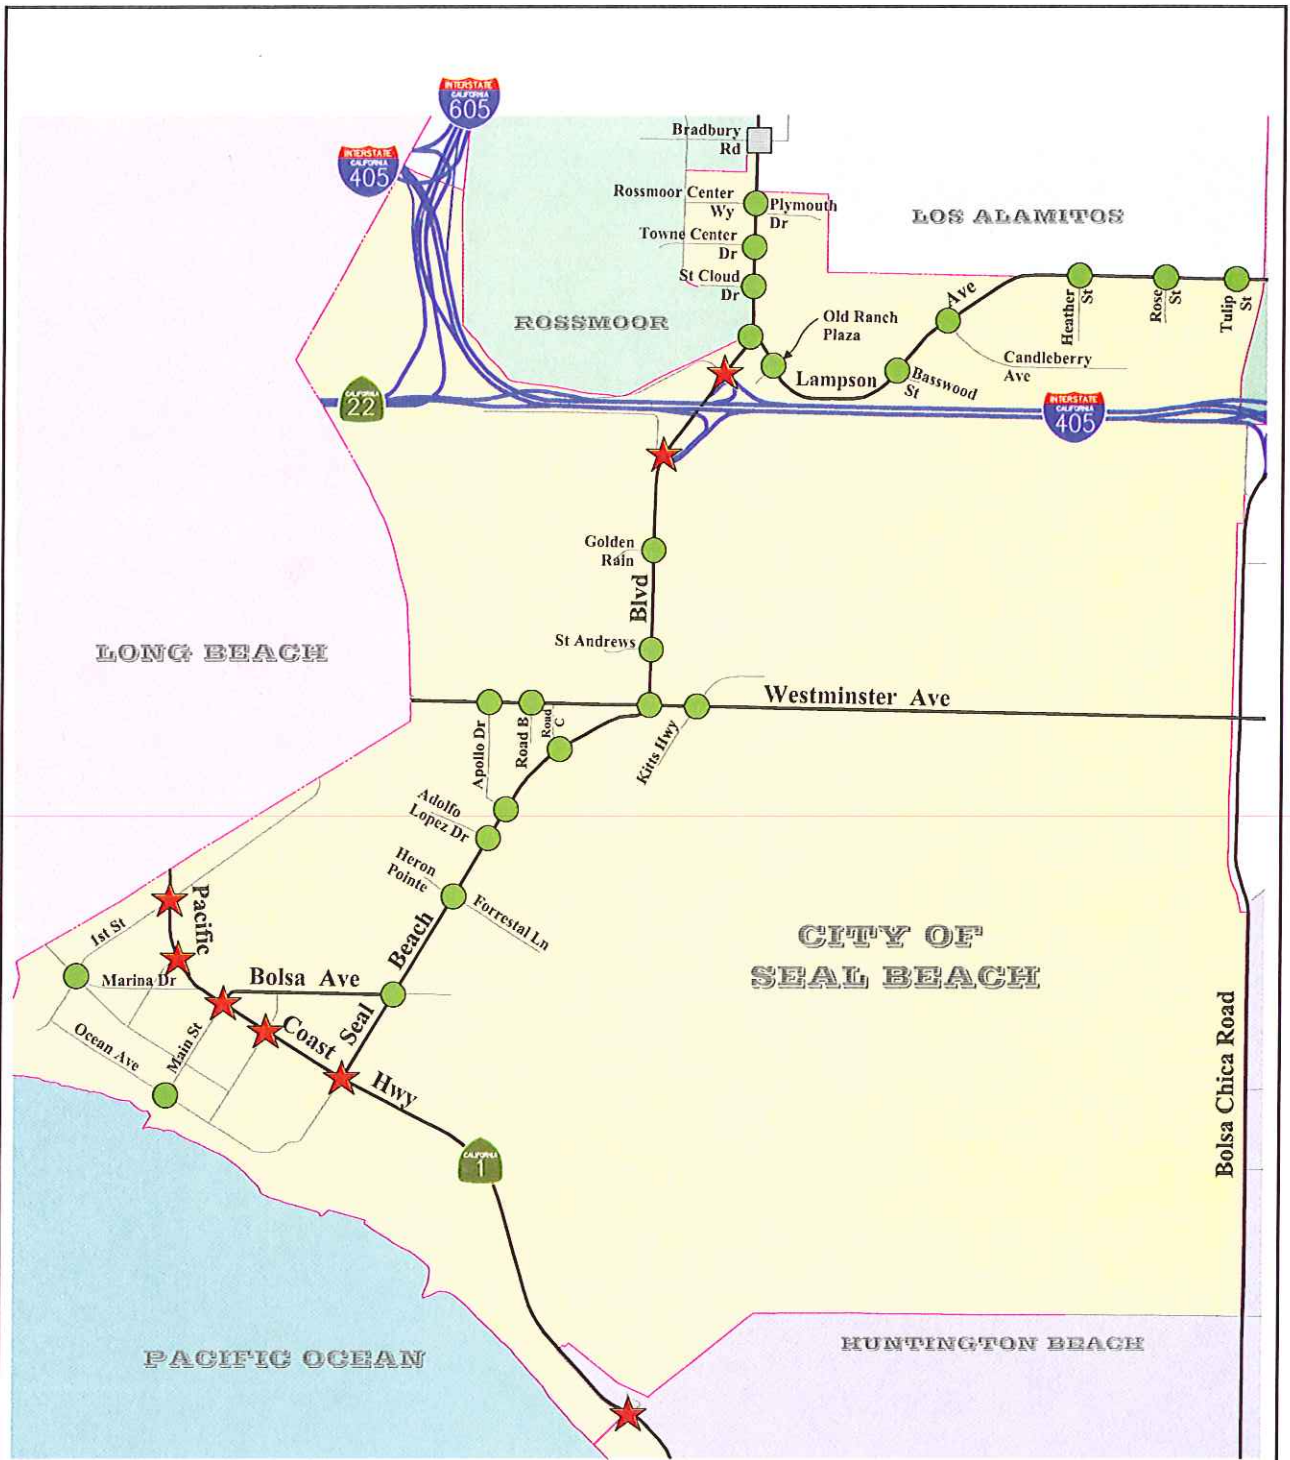 INTERSTATE
CALIFORNIA
605
INTERSTATE
CALIFORNIA
405
Bradbury
Rd
Rossmoor Center
Wy
Plymouth
Dr
LOS ALAMITOS
Towne Center
Dr
St Cloud
Dr
ROSSMOOR
Old Ranch
Plaza
Ave
Heather
St
Rose
St
Tulip
St
Candleberry
Ave
Lampson
Basswood
St
CALIFORNIA
22
INTERSTATE
CALIFORNIA
405
Golden
Rain
Blvd
St Andrews
LONG BEACH
Westminster Ave
Apollo Dr
Road B
Road
C
Kitts Hwy
Adolfo
Lopez Dr
Heron
Pointe
Forrestal Ln
Pacific
1st St
Beach
CITY OF
SEAL BEACH
Marina Dr
Bolsa Ave
Seal
Coast
Main St
Ocean Ave
Hwy
Bolsa Chica Road
CALIFORNIA
1
HUNTINGTON BEACH
PACIFIC OCEAN